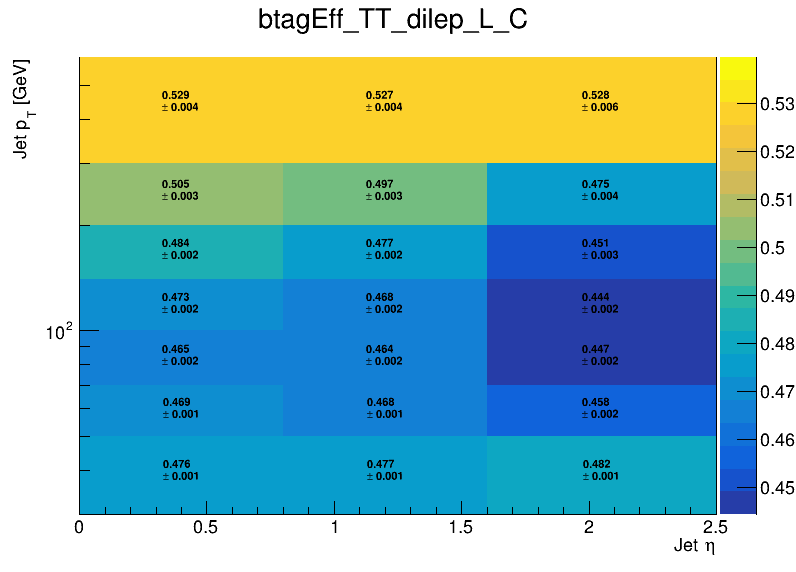 btagEff_TT_dilep_L_C
Jet p_T [GeV]
0.529 0.527 0.528
± 0.004 ± 0.004 ± 0.006
0.505 0.497 0.475
± 0.003 ± 0.003 ± 0.004
0.484 0.477 0.451
± 0.002 ± 0.002 ± 0.003
0.473 0.468 0.444
± 0.002 ± 0.002 ± 0.002
10²
0.465 0.464 0.447
± 0.002 ± 0.002 ± 0.002
0.469 0.468 0.458
± 0.001 ± 0.001 ± 0.002
0.476 0.477 0.482
± 0.001 ± 0.001 ± 0.001
0 0.5 1 1.5 2 2.5
Jet η
0.53
0.52
0.51
0.5
0.49
0.48
0.47
0.46
0.45